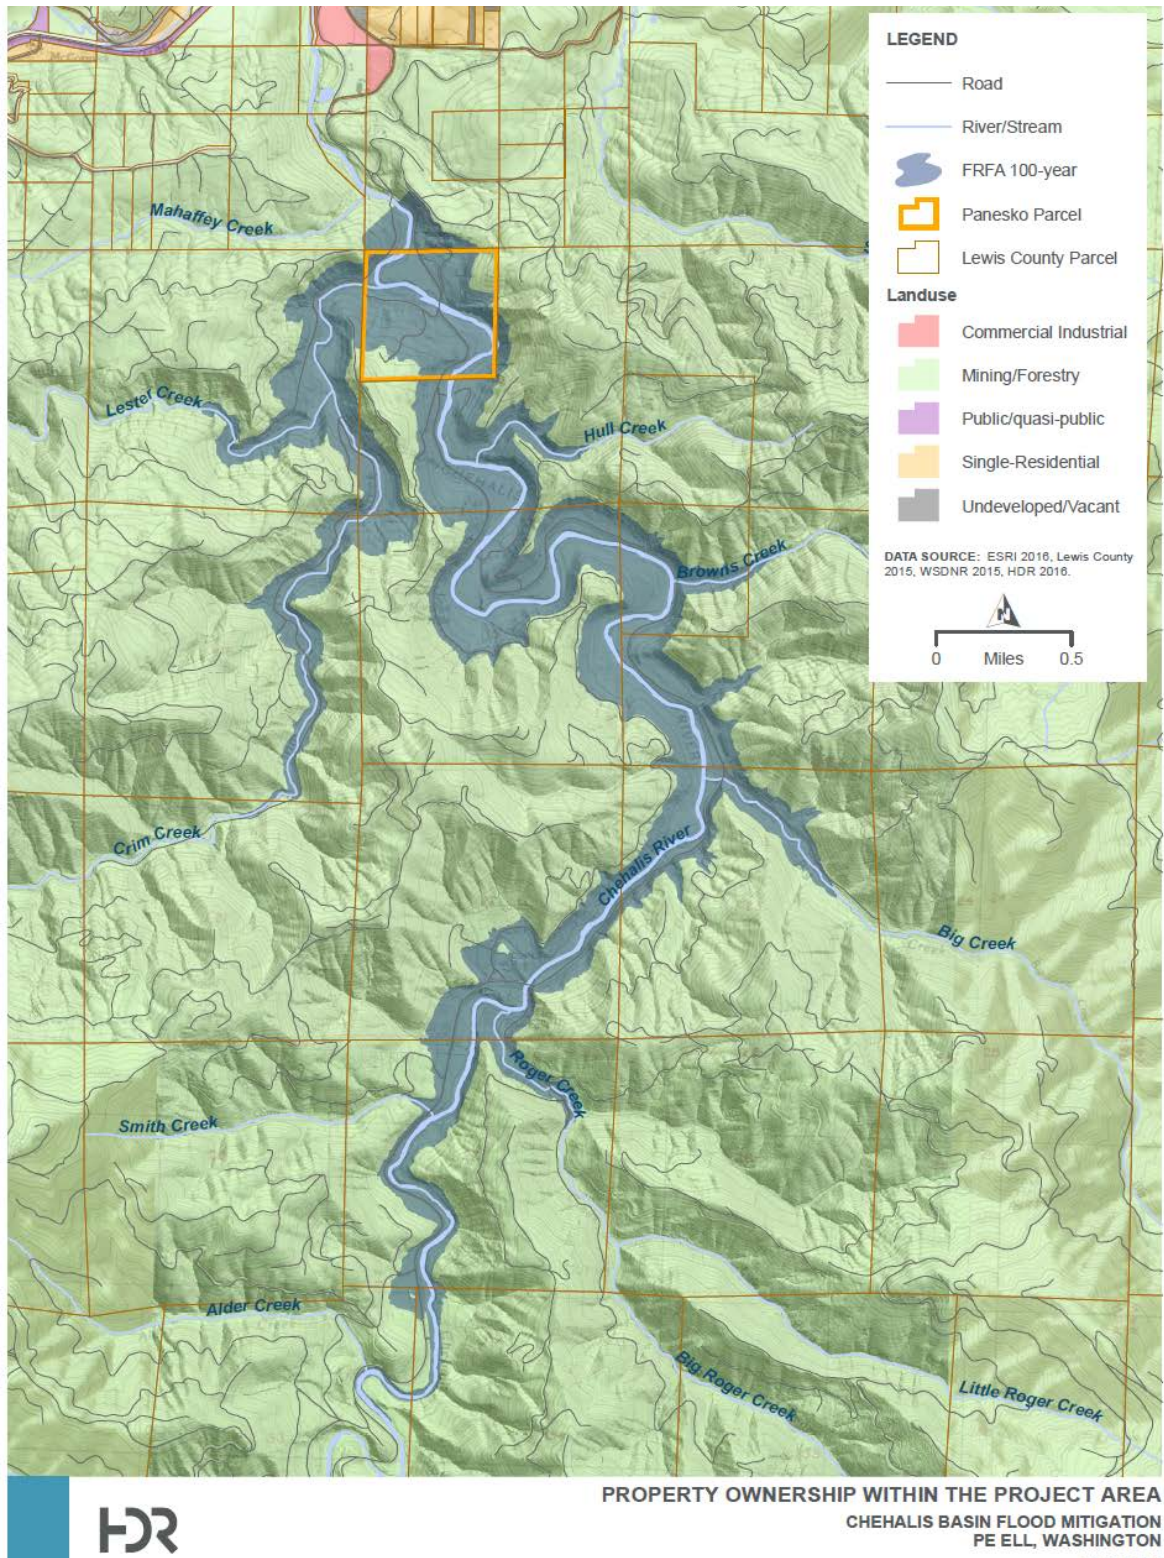 LEGEND
Road
River/Stream
FRFA 100-year
Panesko Parcel
Lewis County Parcel
Landuse
Commercial Industrial
Mining/Forestry
Public/quasi-public
Single-Residential
Undeveloped/Vacant
DATA SOURCE: ESRI 2016, Lewis County
2015, WSDNR 2015, HDR 2016.
N
0 Miles 0.5
Mahaffey Creek
Lester Creek
Hull Creek
Browns Creek
Crim Creek
Chehalis River
Big Creek
Roger Creek
Smith Creek
Alder Creek
Big Roger Creek
Little Roger Creek
HDR
PROPERTY OWNERSHIP WITHIN THE PROJECT AREA
CHEHALIS BASIN FLOOD MITIGATION
PE ELL, WASHINGTON